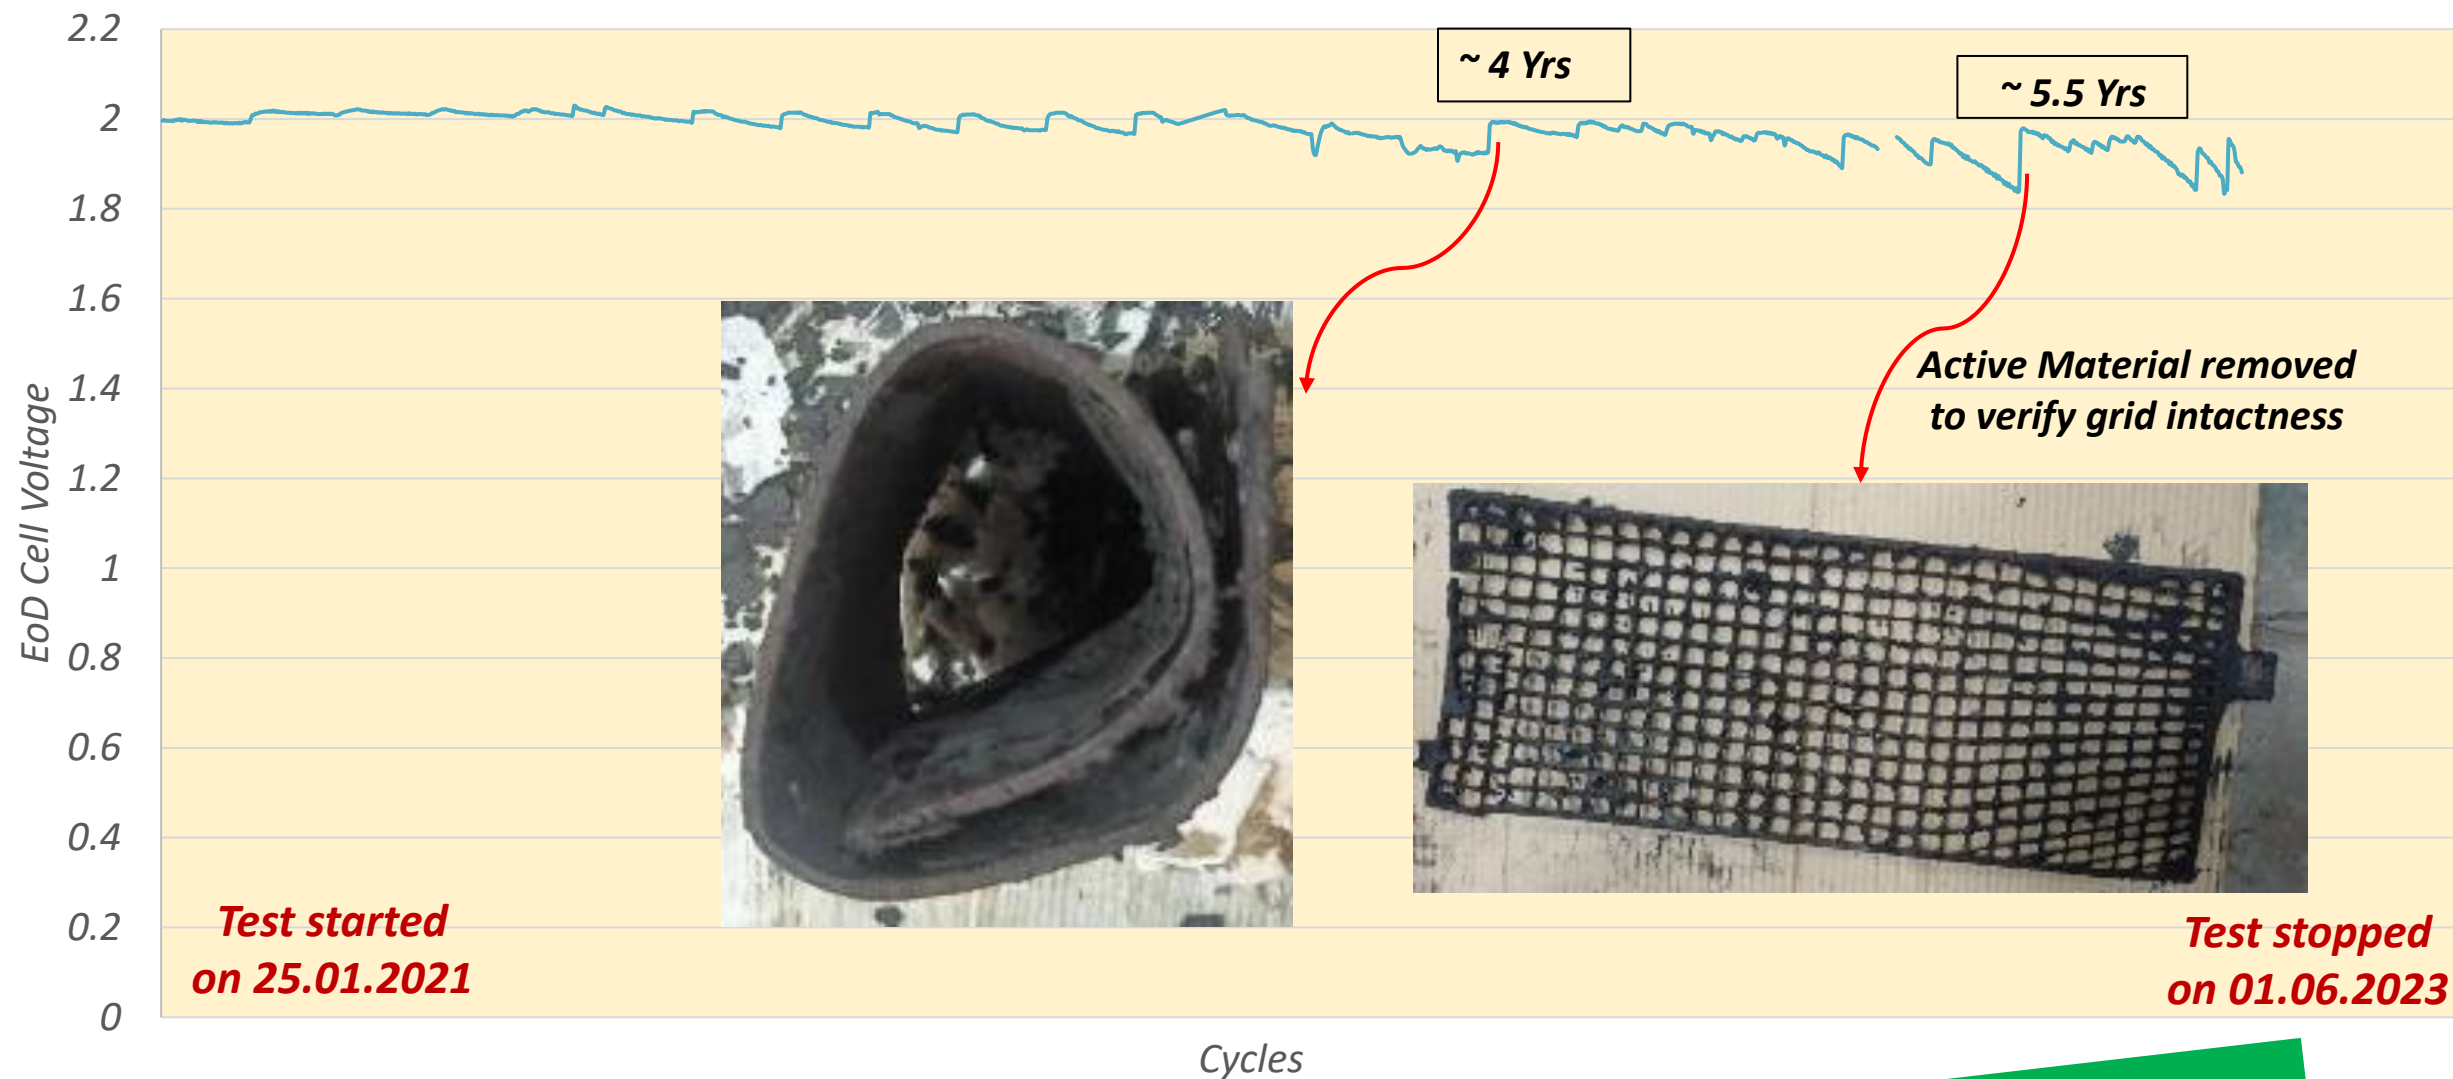 2.2
2
1.8
1.6
1.4
1.2
1
0.8
0.6
0.4
0.2
0
EoD Cell Voltage
~ 4 Yrs
~ 5.5 Yrs
Active Material removed
to verify grid intactness
Test started
on 25.01.2021
Test stopped
on 01.06.2023
Cycles